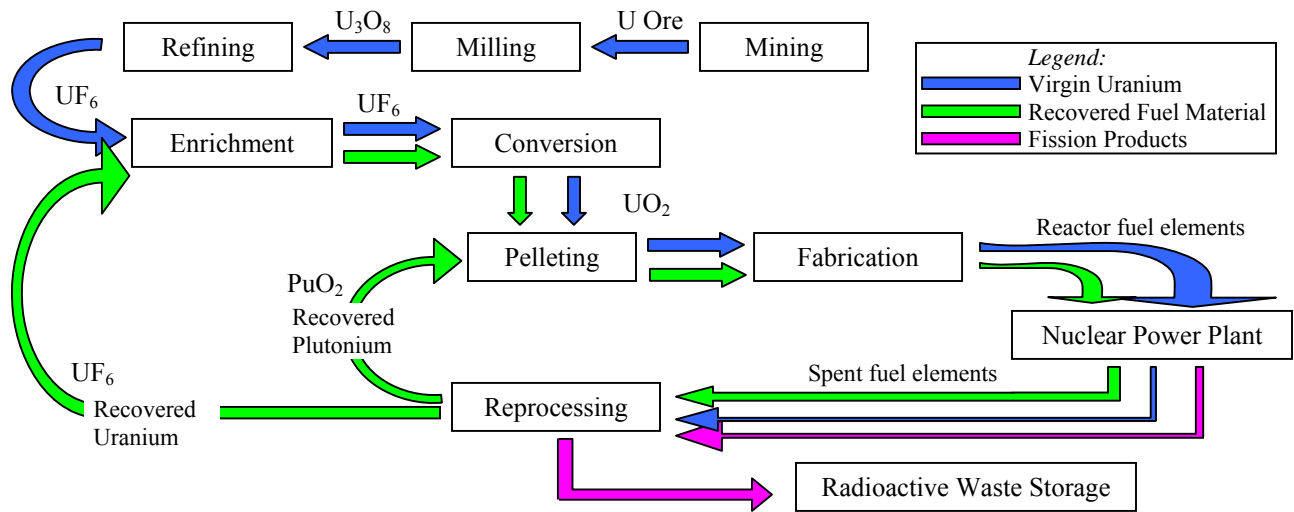 U₃O₈
U Ore
Refining
Milling
Mining
Legend:
Virgin Uranium
Recovered Fuel Material
Fission Products
UF₆
UF₆
Enrichment
Conversion
UO₂
Reactor fuel elements
Pelleting
Fabrication
PuO₂
Recovered
Plutonium
Nuclear Power Plant
UF₆
Recovered
Uranium
Spent fuel elements
Reprocessing
Radioactive Waste Storage